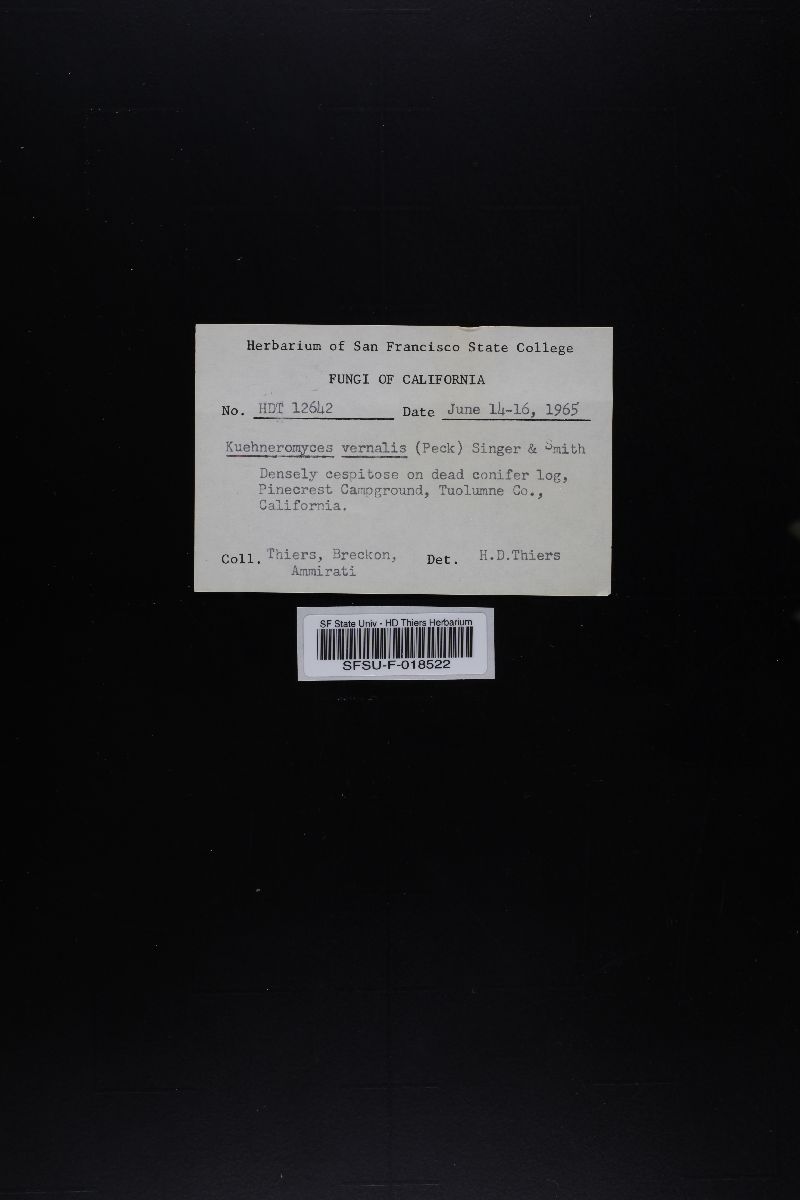 Herbarium of San Francisco State College
FUNGI OF CALIFORNIA
No. HDT 12642 Date June 14-16, 1965
Kuehneromyces vernalis (Peck) Singer & Smith
Densely cespitose on dead conifer log,
Pinecrest Campground, Tuolumne Co.,
California.
Coll. Thiers, Breckon, Det. H.D.Thiers
Ammirati
SF State Univ - HD Thiers Herbarium
SFSU-F-018522